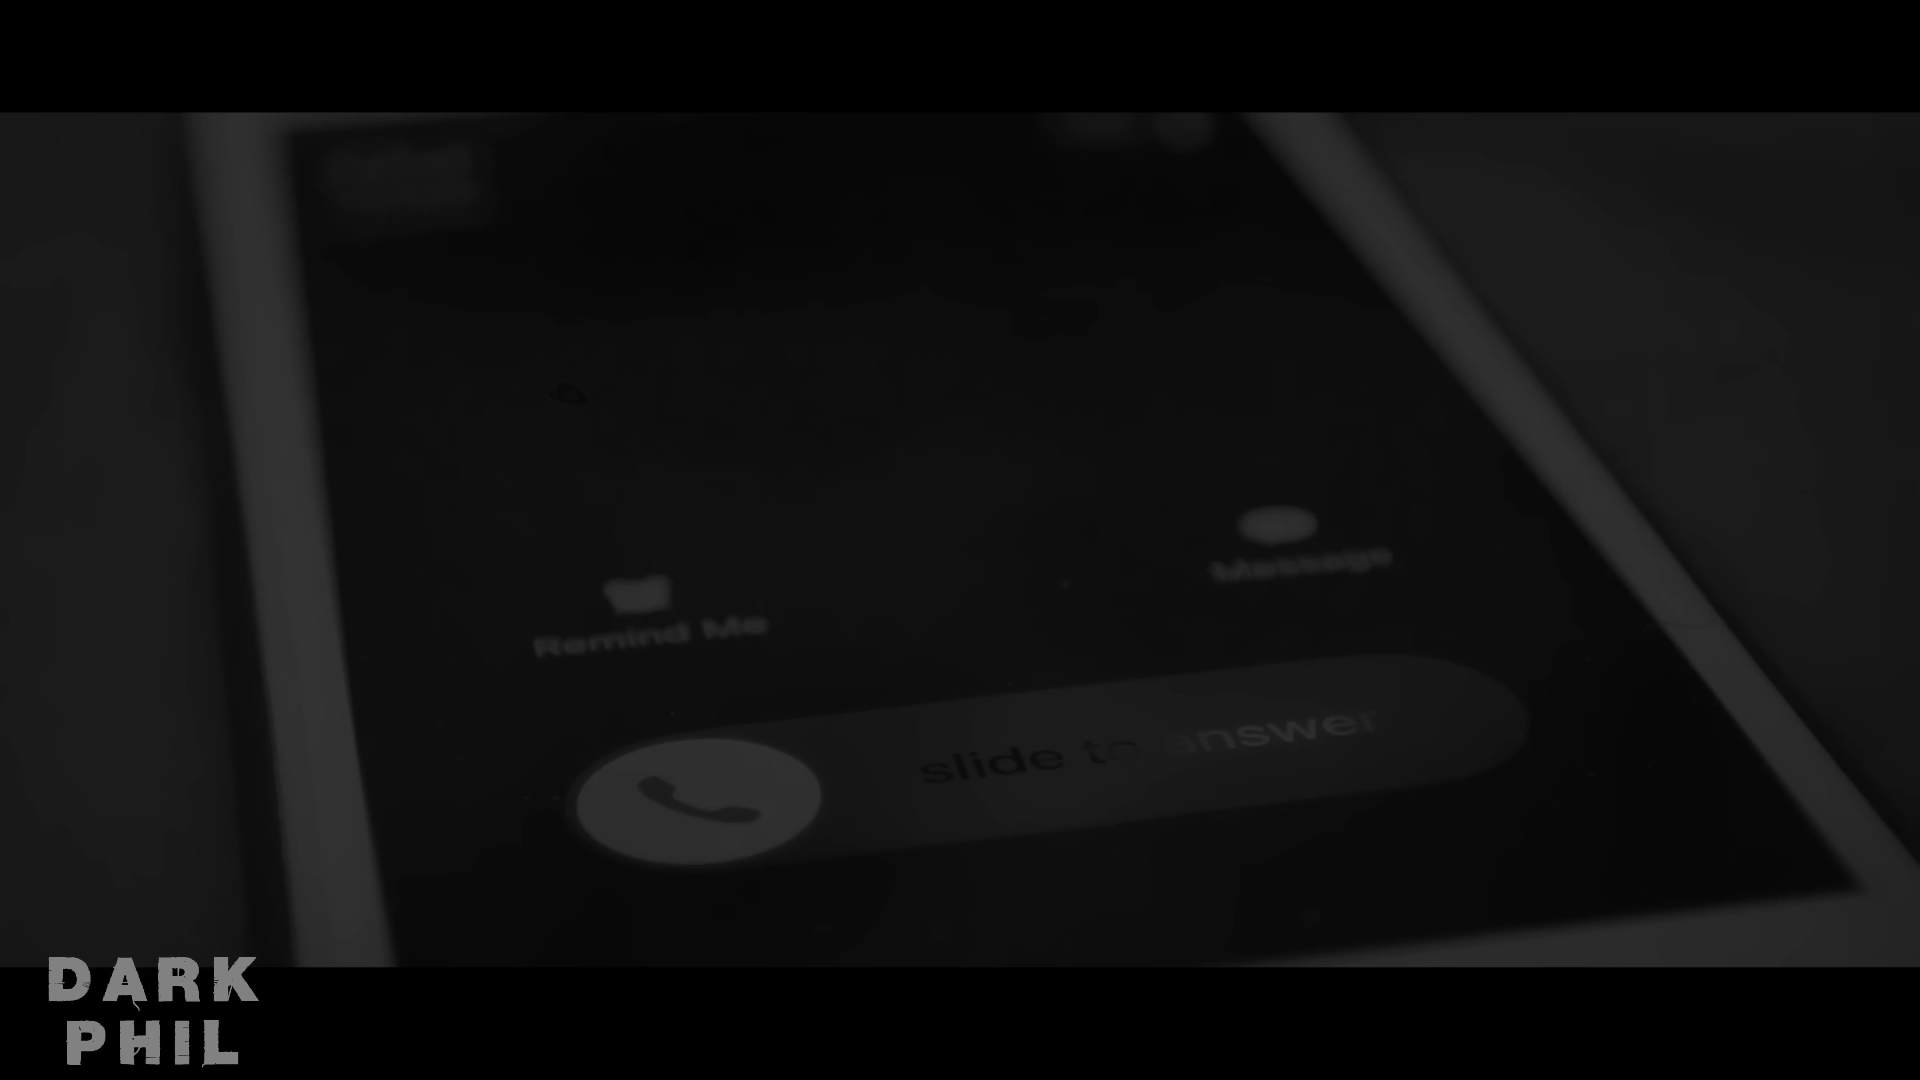 Message
Remind Me
slide to answer
DARK
PHIL